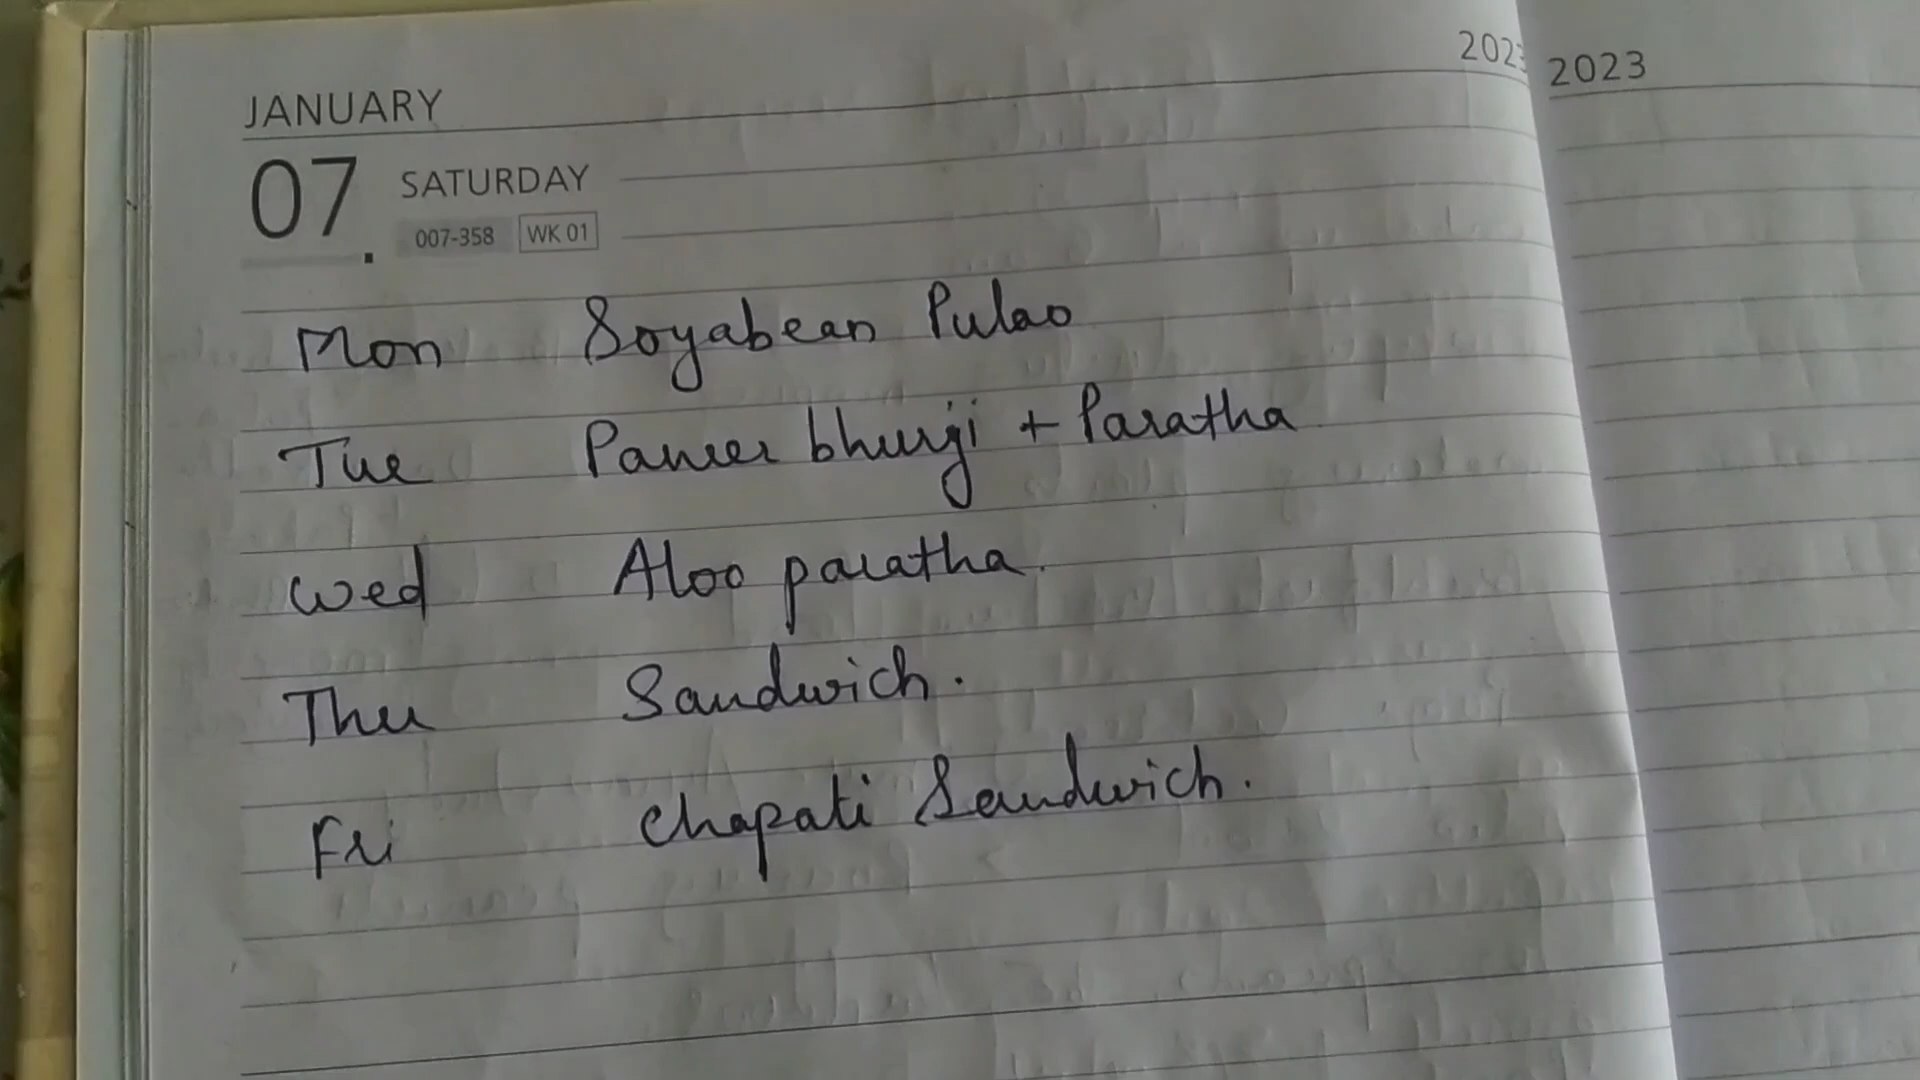 JANUARY 2023 2023
07. SATURDAY
007-358 WK 01
Mon Soyabean Pulao
Tue Paneer bhurji + Paratha
Wed Aloo paratha.
Thu Sandwich.
Fri Chapati Sandwich.